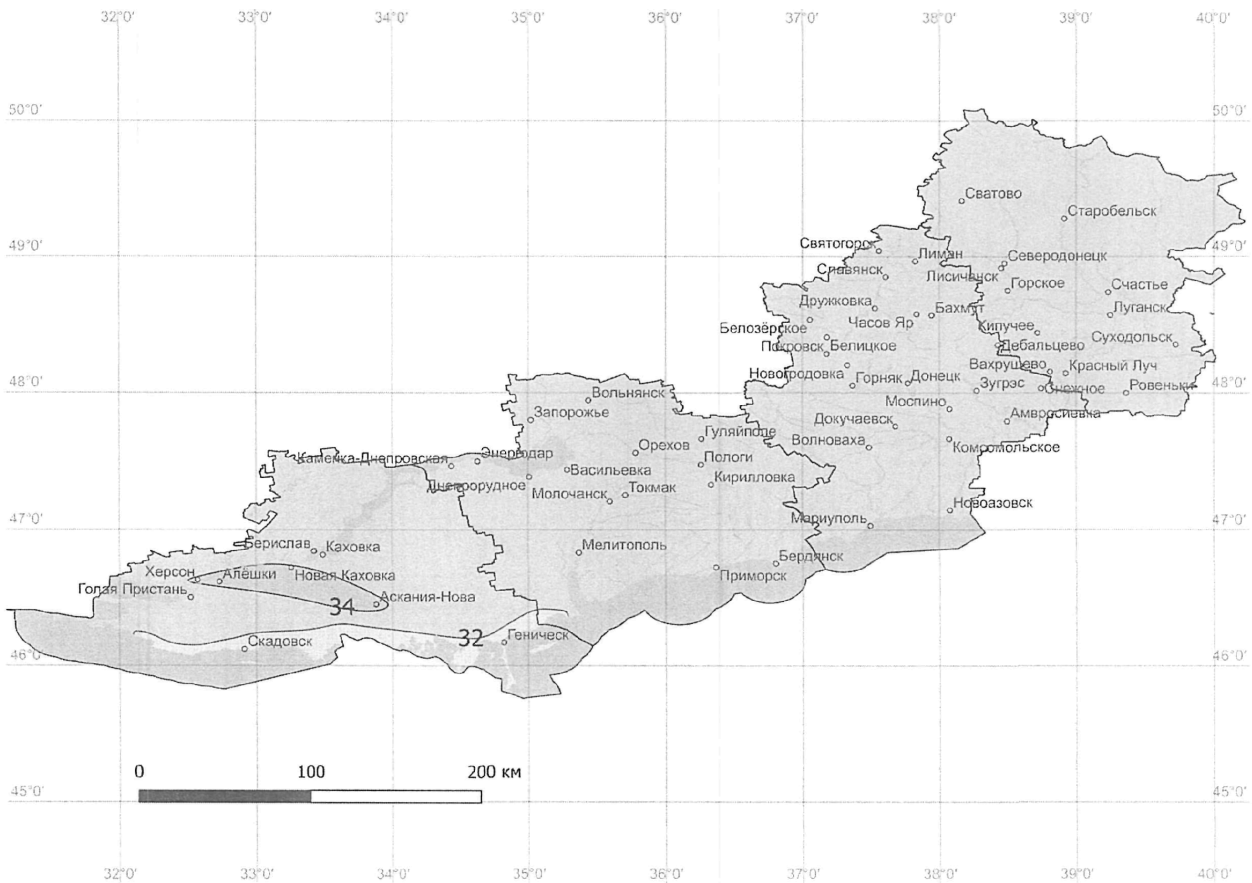 32°0' 33°0' 34°0' 35°0' 36°0' 37°0' 38°0' 39°0' 40°0'
50°0' 50°0'
Сватово
Старобельск
49°0' 49°0'
Святогорск
Лиман
Северодонецк
Славянск
Лисичанск
Горское
Счастье
Дружковка
Бахмут
Луганск
Часов Яр
Белозёрское
Кипучее
Суходольск
Покровск
Белицкое
Дебальцево
Вахрушево
Красный Луч
Новогродовка
Горняк
Донецк
Зугрэс
Снежное
Ровеньки
48°0' 48°0'
Вольнянск
Моспино
Запорожье
Докучаевск
Амвросиевка
Гуляйполе
Волноваха
Комсомольское
Орехов
Каменка-Днепровская
Энергодар
Васильевка
Пологи
Днепрорудное
Токмак
Кирилловка
Молочанск
Новоазовск
47°0' 47°0'
Мариуполь
Берислав
Каховка
Мелитополь
Бердянск
Херсон
Алёшки
Новая Каховка
Приморск
Голая Пристань
Аскания-Нова
34
32
Скадовск
Геническ
46°0' 46°0'
0 100 200 км
45°0' 45°0'
32°0' 33°0' 34°0' 35°0' 36°0' 37°0' 38°0' 39°0' 40°0'